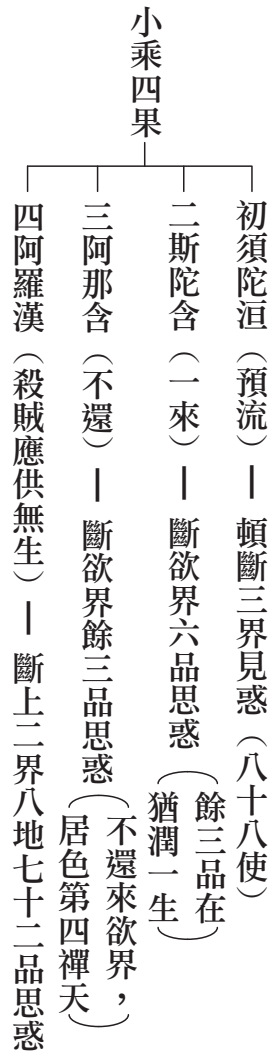 小乘四果
初須陀洹（預流）— 頓斷三界見惑（八十八使）
二斯陀含（一來）— 斷欲界六品思惑（餘三品在猶潤一生）
三阿那含（不還）— 斷欲界餘三品思惑（不還來欲界，居色第四禪天）
四阿羅漢（殺賊應供無生）— 斷上二界八地七十二品思惑